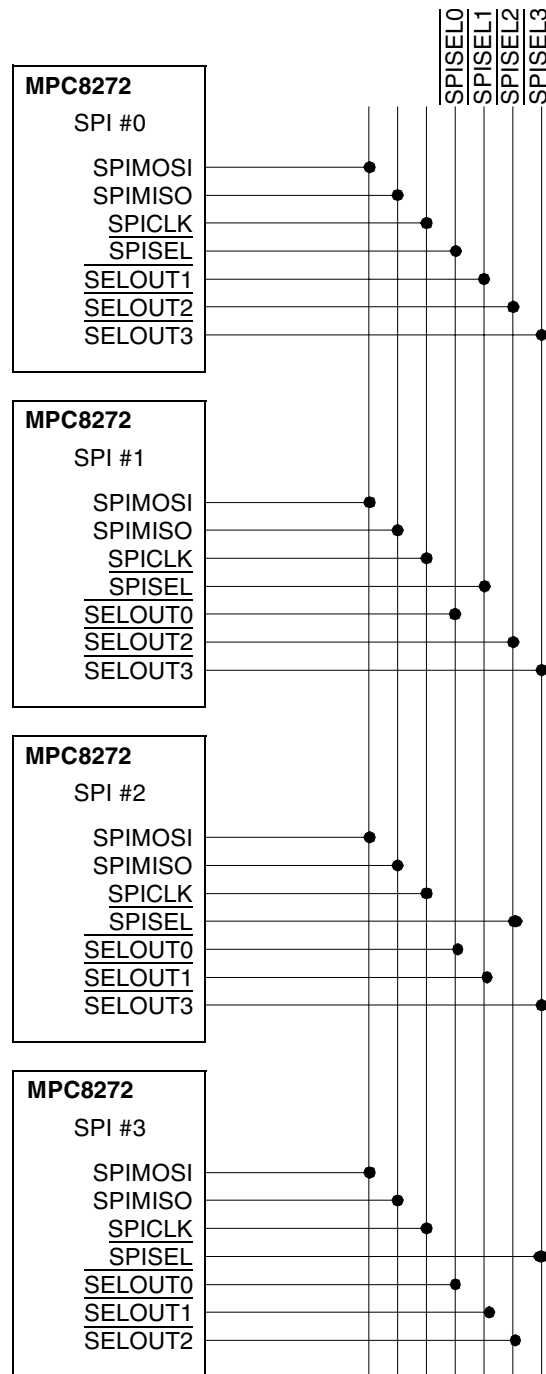 SPISEL0
SPISEL1
SPISEL2
SPISEL3
MPC8272
SPI #0
SPIMOSI
SPIMISO
SPICLK
SPISEL
SELOUT1
SELOUT2
SELOUT3
MPC8272
SPI #1
SPIMOSI
SPIMISO
SPICLK
SPISEL
SELOUT0
SELOUT2
SELOUT3
MPC8272
SPI #2
SPIMOSI
SPIMISO
SPICLK
SPISEL
SELOUT0
SELOUT1
SELOUT3
MPC8272
SPI #3
SPIMOSI
SPIMISO
SPICLK
SPISEL
SELOUT0
SELOUT1
SELOUT2